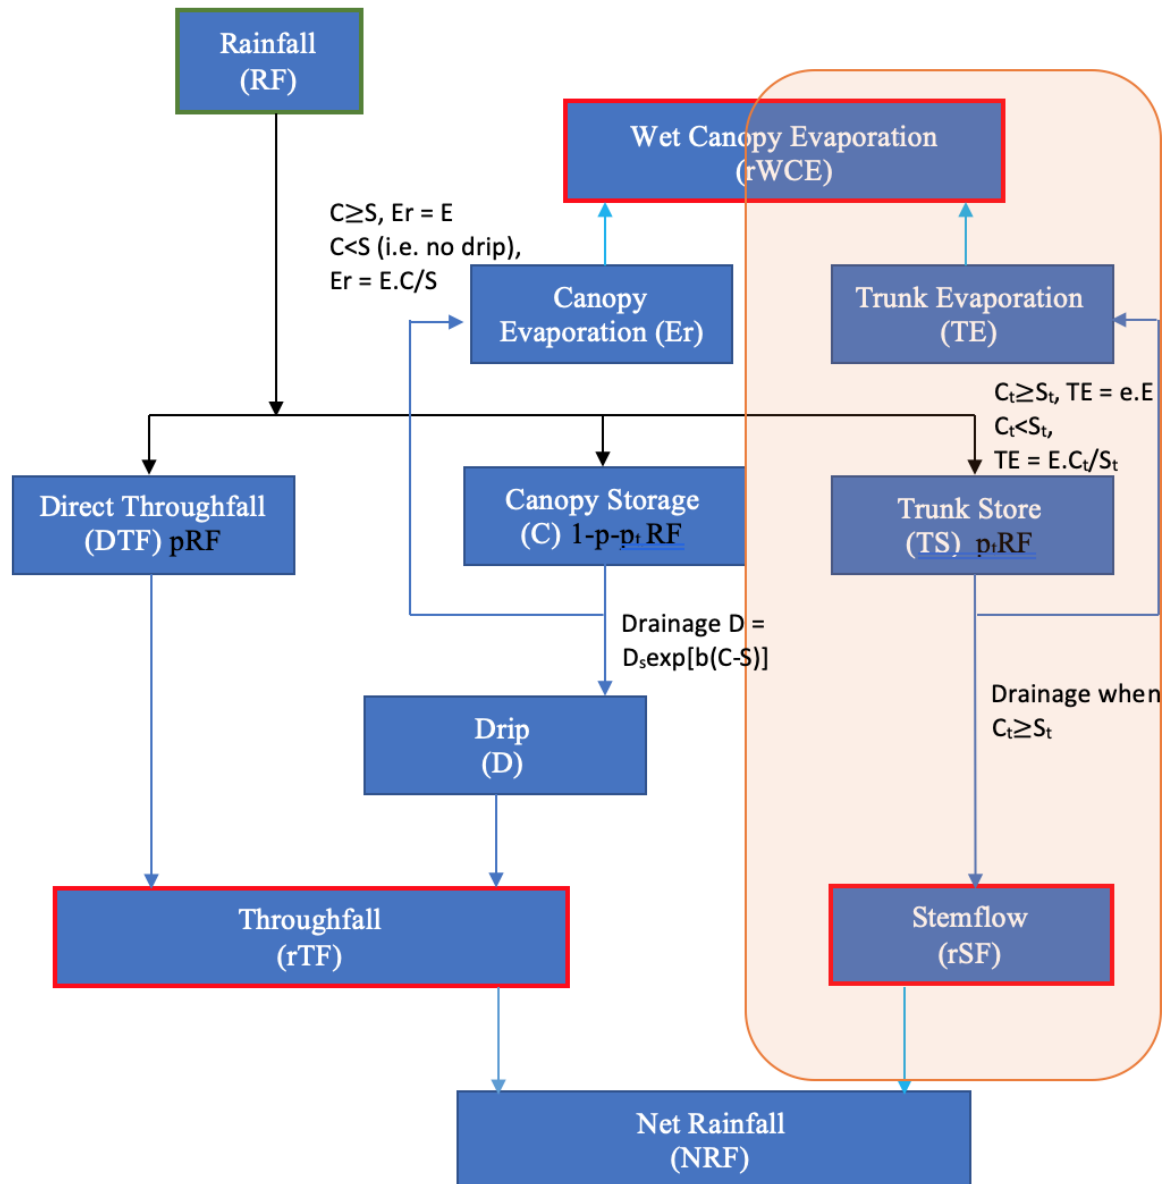 Rainfall
(RF)
Wet Canopy Evaporation
(rWCE)
C≥S, Er = E
C<S (i.e. no drip),
Er = E.C/S
Canopy
Evaporation (Er)
Trunk Evaporation
(TE)
Cₜ≥Sₜ, TE = e.E
Cₜ<Sₜ,
TE = E.Cₜ/Sₜ
Direct Throughfall
(DTF) pRF
Canopy Storage
(C) 1-p-pₜ RF
Trunk Store
(TS) pₜRF
Drainage D =
Dₛexp[b(C-S)]
Drainage when
Cₜ≥Sₜ
Drip
(D)
Throughfall
(rTF)
Stemflow
(rSF)
Net Rainfall
(NRF)